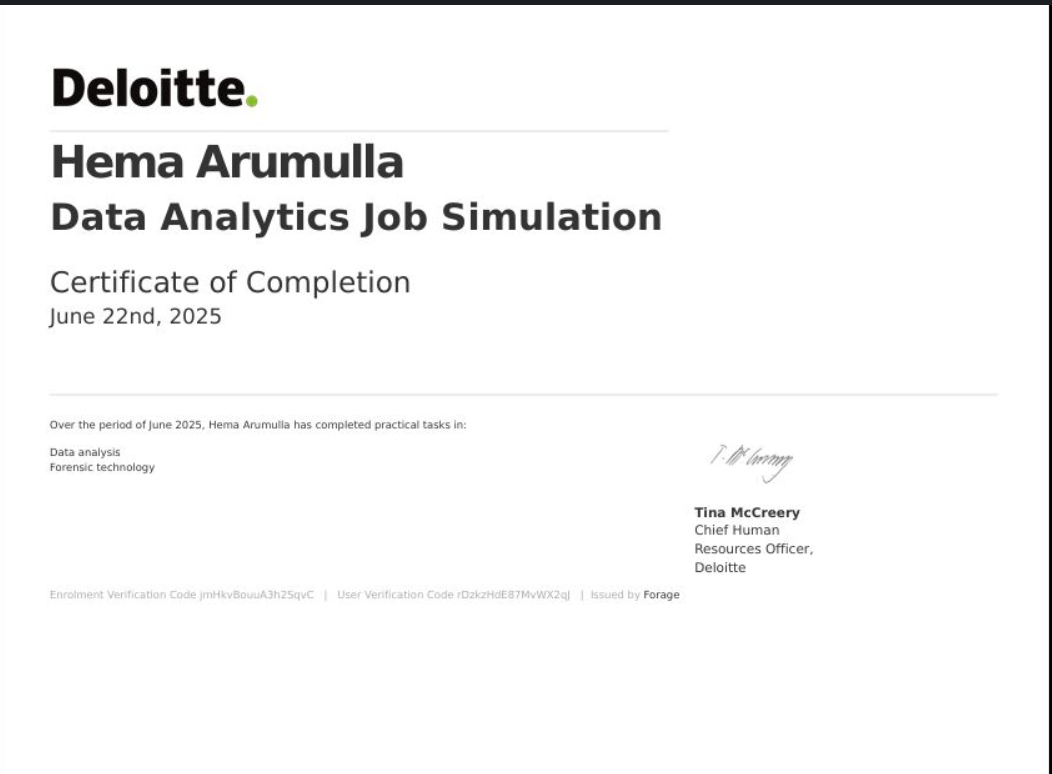 Deloitte.
Hema Arumulla
Data Analytics Job Simulation
Certificate of Completion
June 22nd, 2025
Over the period of June 2025, Hema Arumulla has completed practical tasks in:
Data analysis
Forensic technology
Tina McCreery
Chief Human
Resources Officer,
Deloitte
Enrolment Verification Code jmHkvBouuA3h2SqvC | User Verification Code rDzkzHdE87MvWX2qJ | Issued by Forage